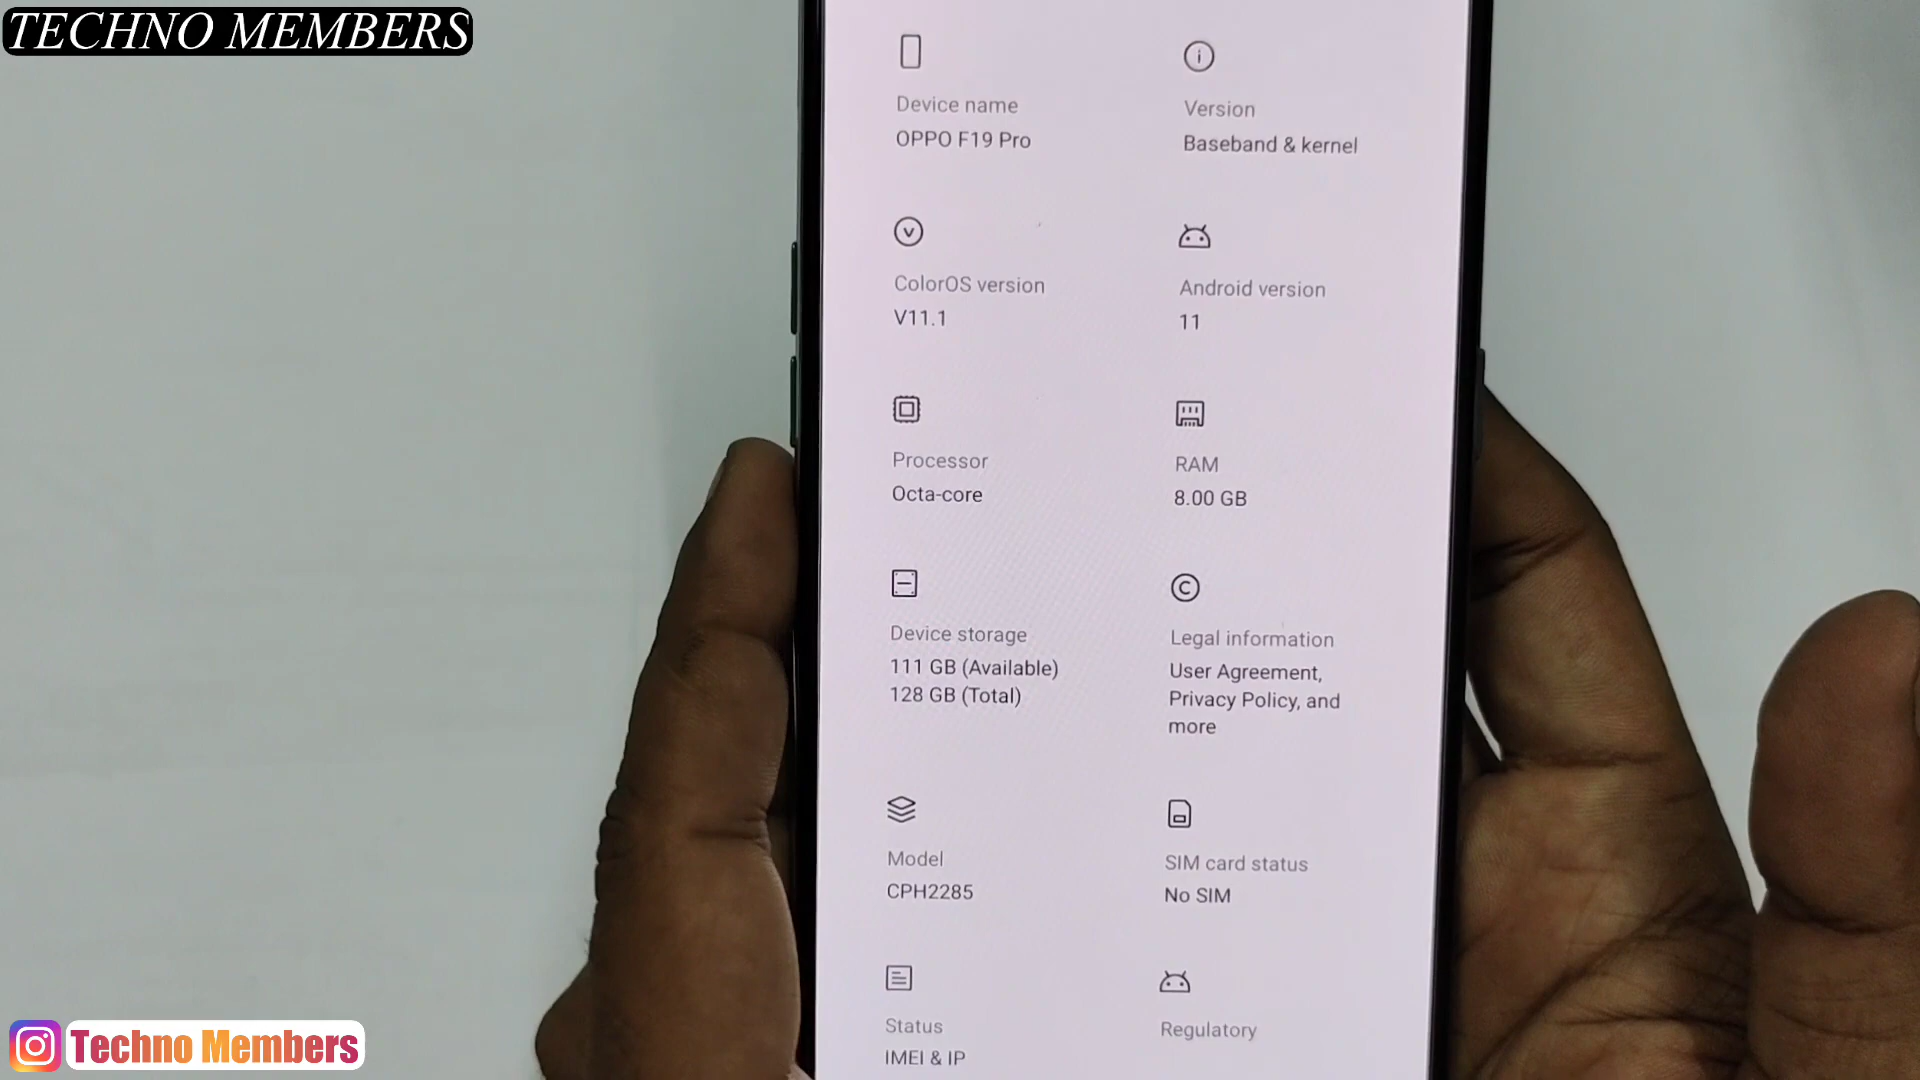 TECHNO MEMBERS
Device name
OPPO F19 Pro
Version
Baseband & kernel
ColorOS version
V11.1
Android version
11
Processor
Octa-core
RAM
8.00 GB
Device storage
111 GB (Available)
128 GB (Total)
Legal information
User Agreement,
Privacy Policy, and
more
Model
CPH2285
SIM card status
No SIM
Status
IMEI & IP
Regulatory
Techno Members